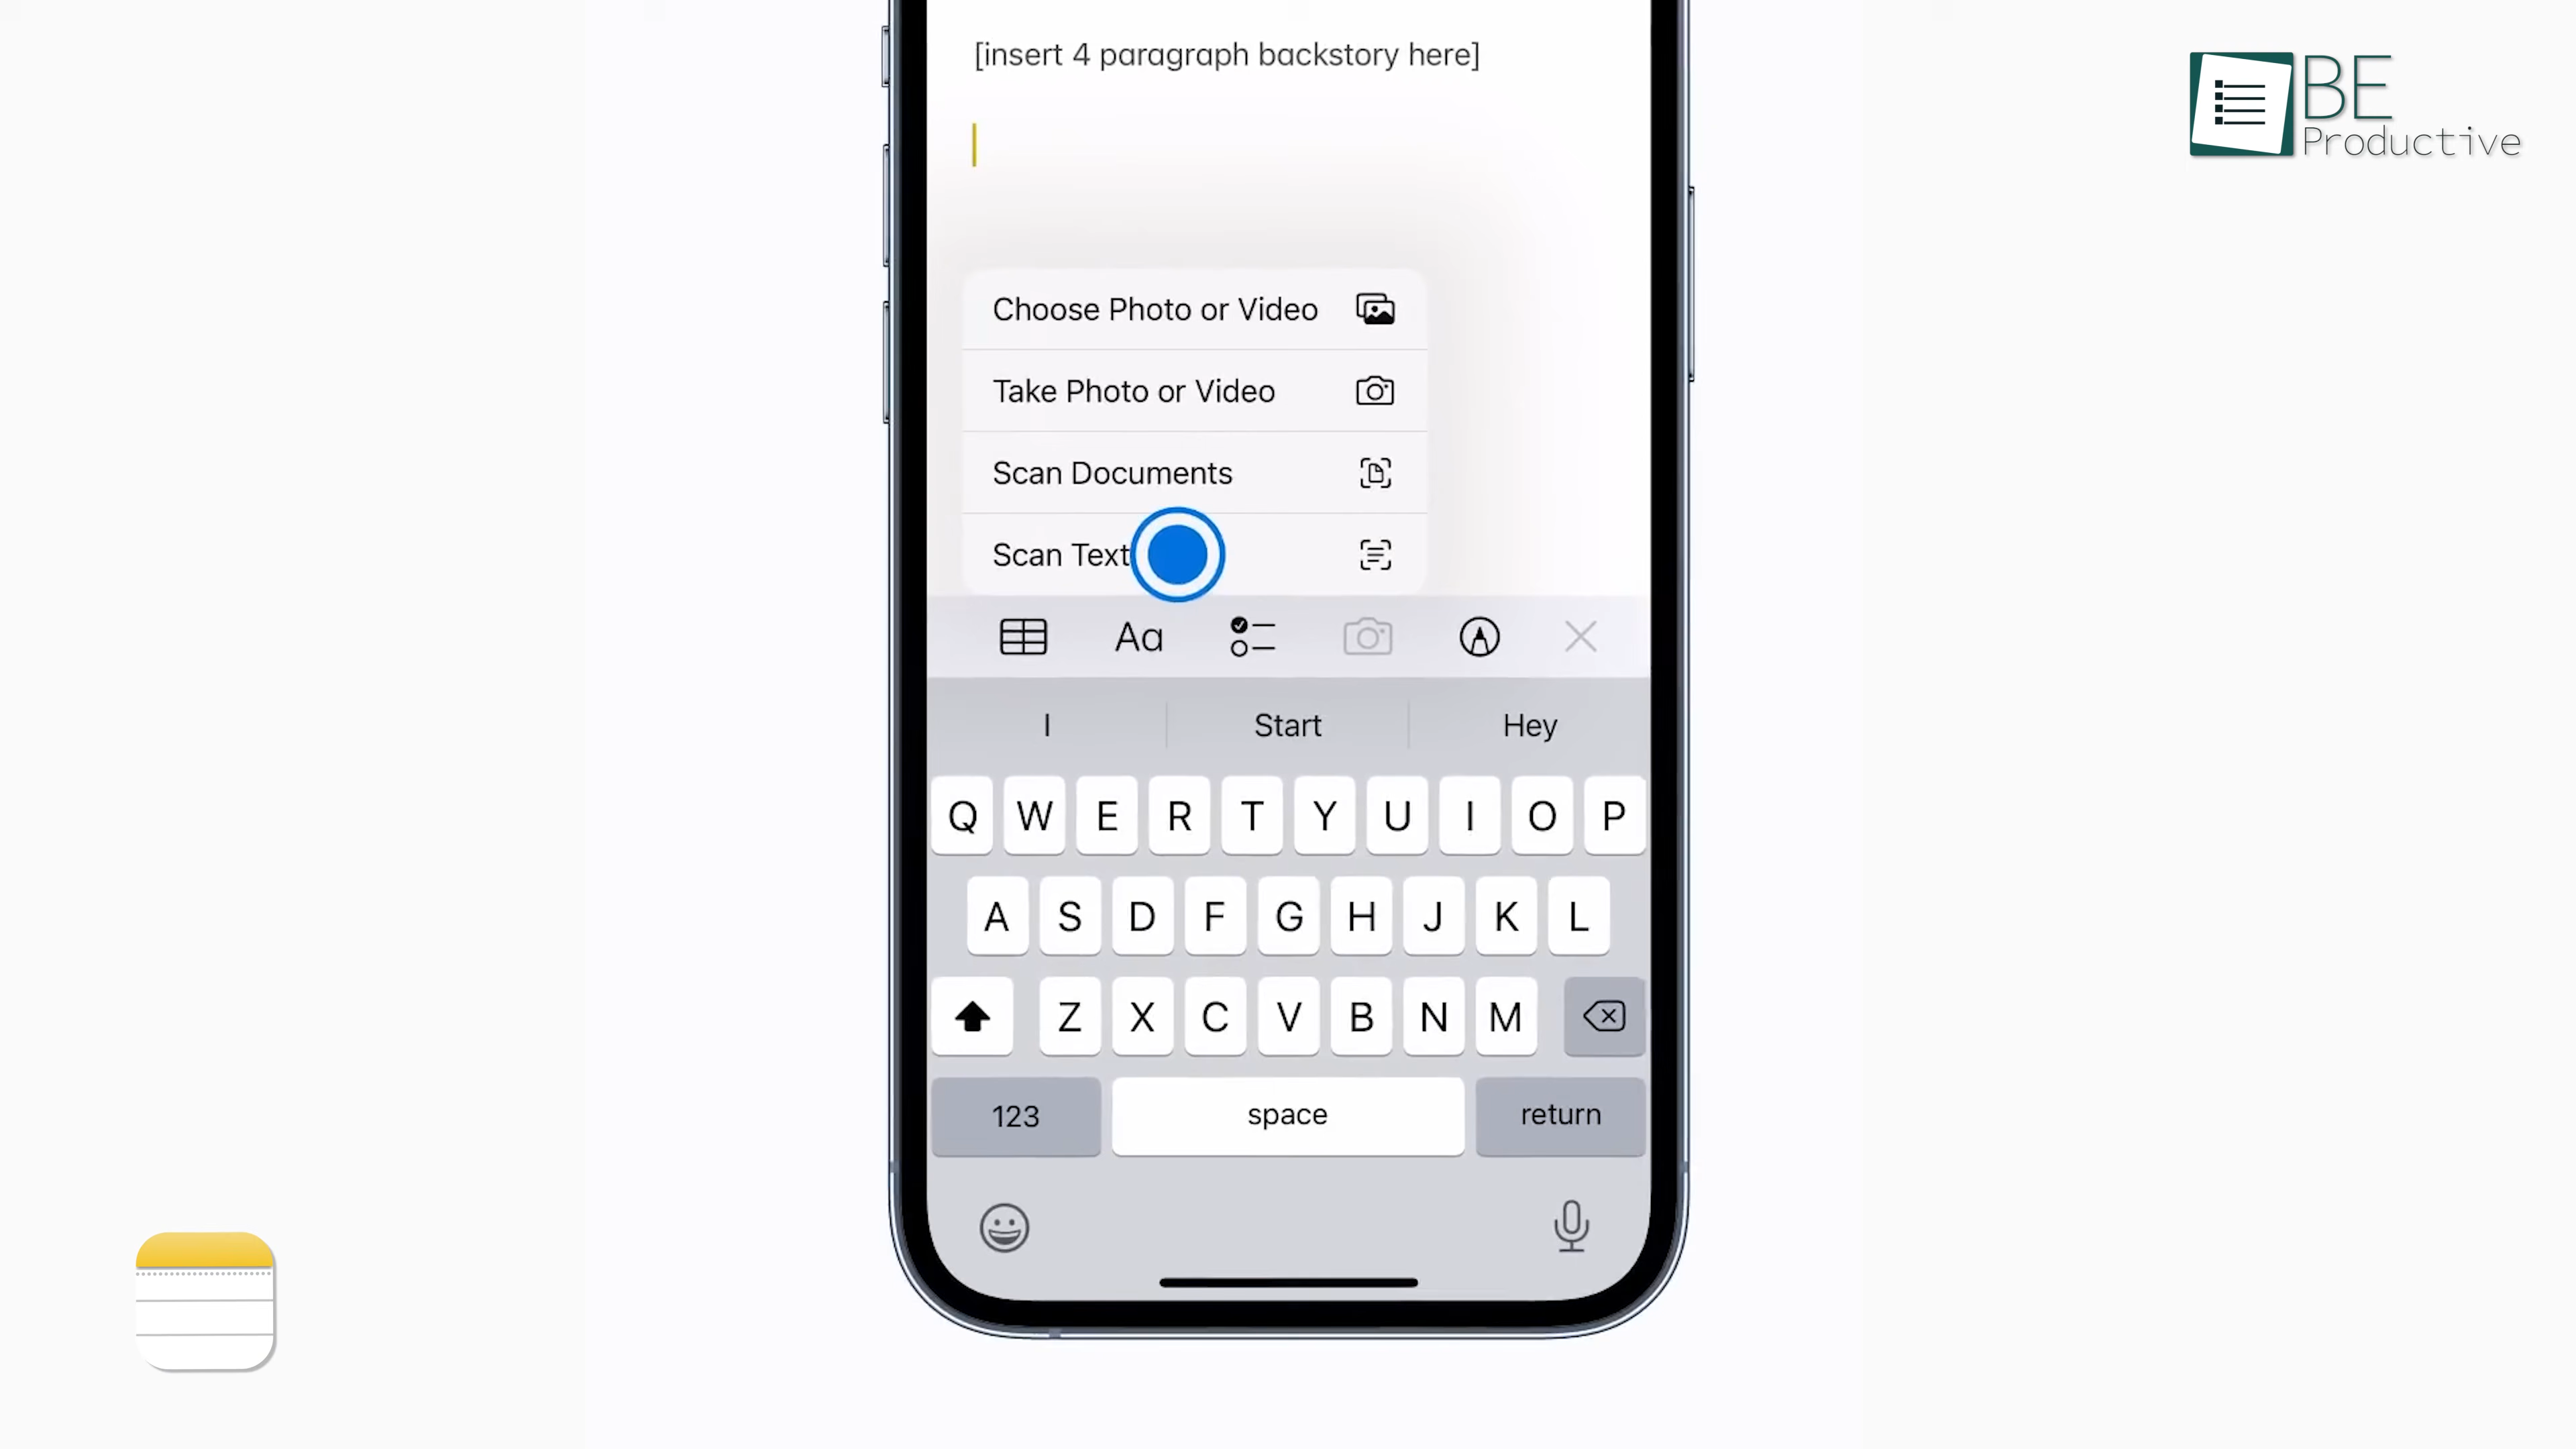 [insert 4 paragraph backstory here]
BE
Productive
Choose Photo or Video
Take Photo or Video
Scan Documents
Scan Text
Aa
I Start Hey
Q W E R T Y U I O P
A S D F G H J K L
Z X C V B N M
123 space return